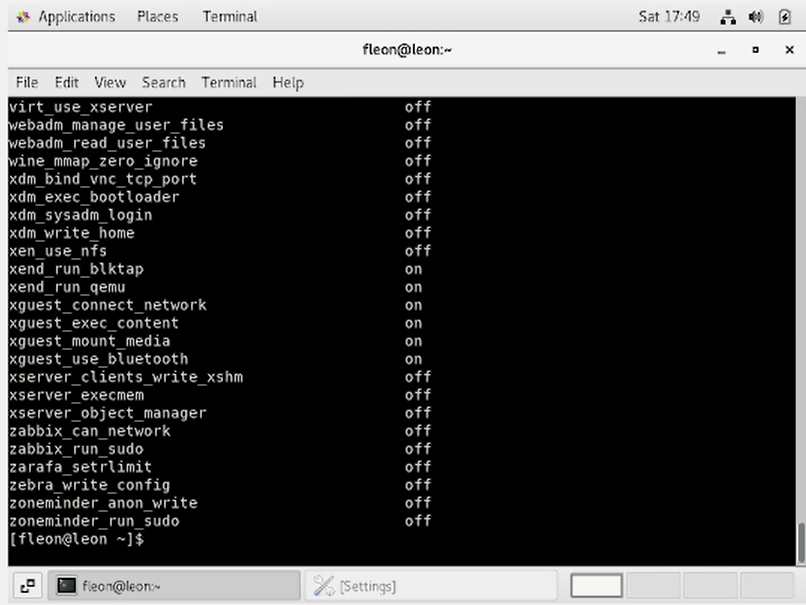 Applications Places Terminal Sat 17:49
fleon@leon:~
File Edit View Search Terminal Help
virt_use_xserver off
webadm_manage_user_files off
webadm_read_user_files off
wine_mmap_zero_ignore off
xdm_bind_vnc_tcp_port off
xdm_exec_bootloader off
xdm_sysadm_login off
xdm_write_home off
xen_use_nfs off
xend_run_blktap on
xend_run_qemu on
xguest_connect_network on
xguest_exec_content on
xguest_mount_media on
xguest_use_bluetooth on
xserver_clients_write_xshm off
xserver_execmem off
xserver_object_manager off
zabbix_can_network off
zabbix_run_sudo off
zarafa_setrlimit off
zebra_write_config off
zoneminder_anon_write off
zoneminder_run_sudo off
[fleon@leon ~]$
fleon@leon:~ [Settings]